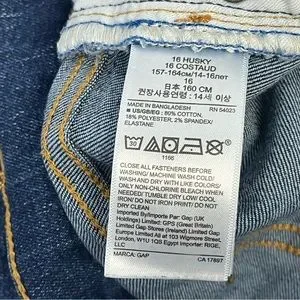 16 HUSKY
16 COSTAUD
157-164см/14-16лет
16
日本 160 CM
권장사용연령 : 14세 이상
MADE IN BANGLADESH RN 54023
■ US/GB/EG : 80% COTTON,
18% POLYESTER, 2% SPANDEX/
ELASTANE
30
1166
CLOSE ALL FASTENERS BEFORE
WASHING/ MACHINE WASH COLD/
WASH AND DRY WITH LIKE COLORS/
ONLY NON-CHLORINE BLEACH WHEN
NEEDED/ TUMBLE DRY LOW/ COOL
IRON/ DO NOT IRON PRINT/ DO NOT
DRY CLEAN
Imported By/Importe Par: Gap (UK
Holdings) Limited: GPS (Great Britain)
Limited Gap Stores (Ireland) Limited Gap
Europe Limited All at 103 Wigmore Street,
London, W1U 1QS Egypt Importer: RIGE,
LLC
MARCA: GAP CA 17897